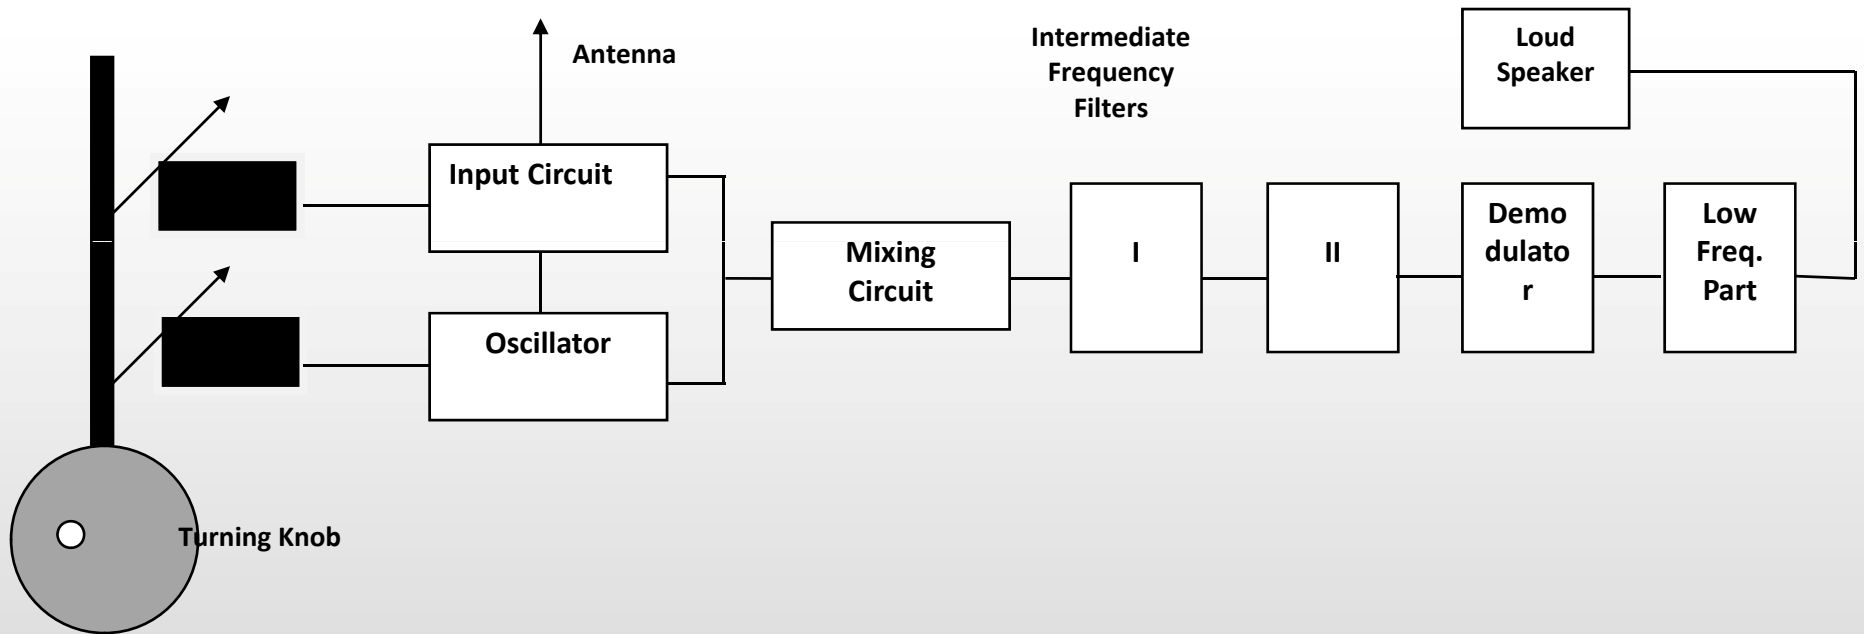 Antenna
Intermediate
Frequency
Filters
Loud
Speaker
Input Circuit
Oscillator
Mixing
Circuit
I
II
Demo
dulato
r
Low
Freq.
Part
Turning Knob